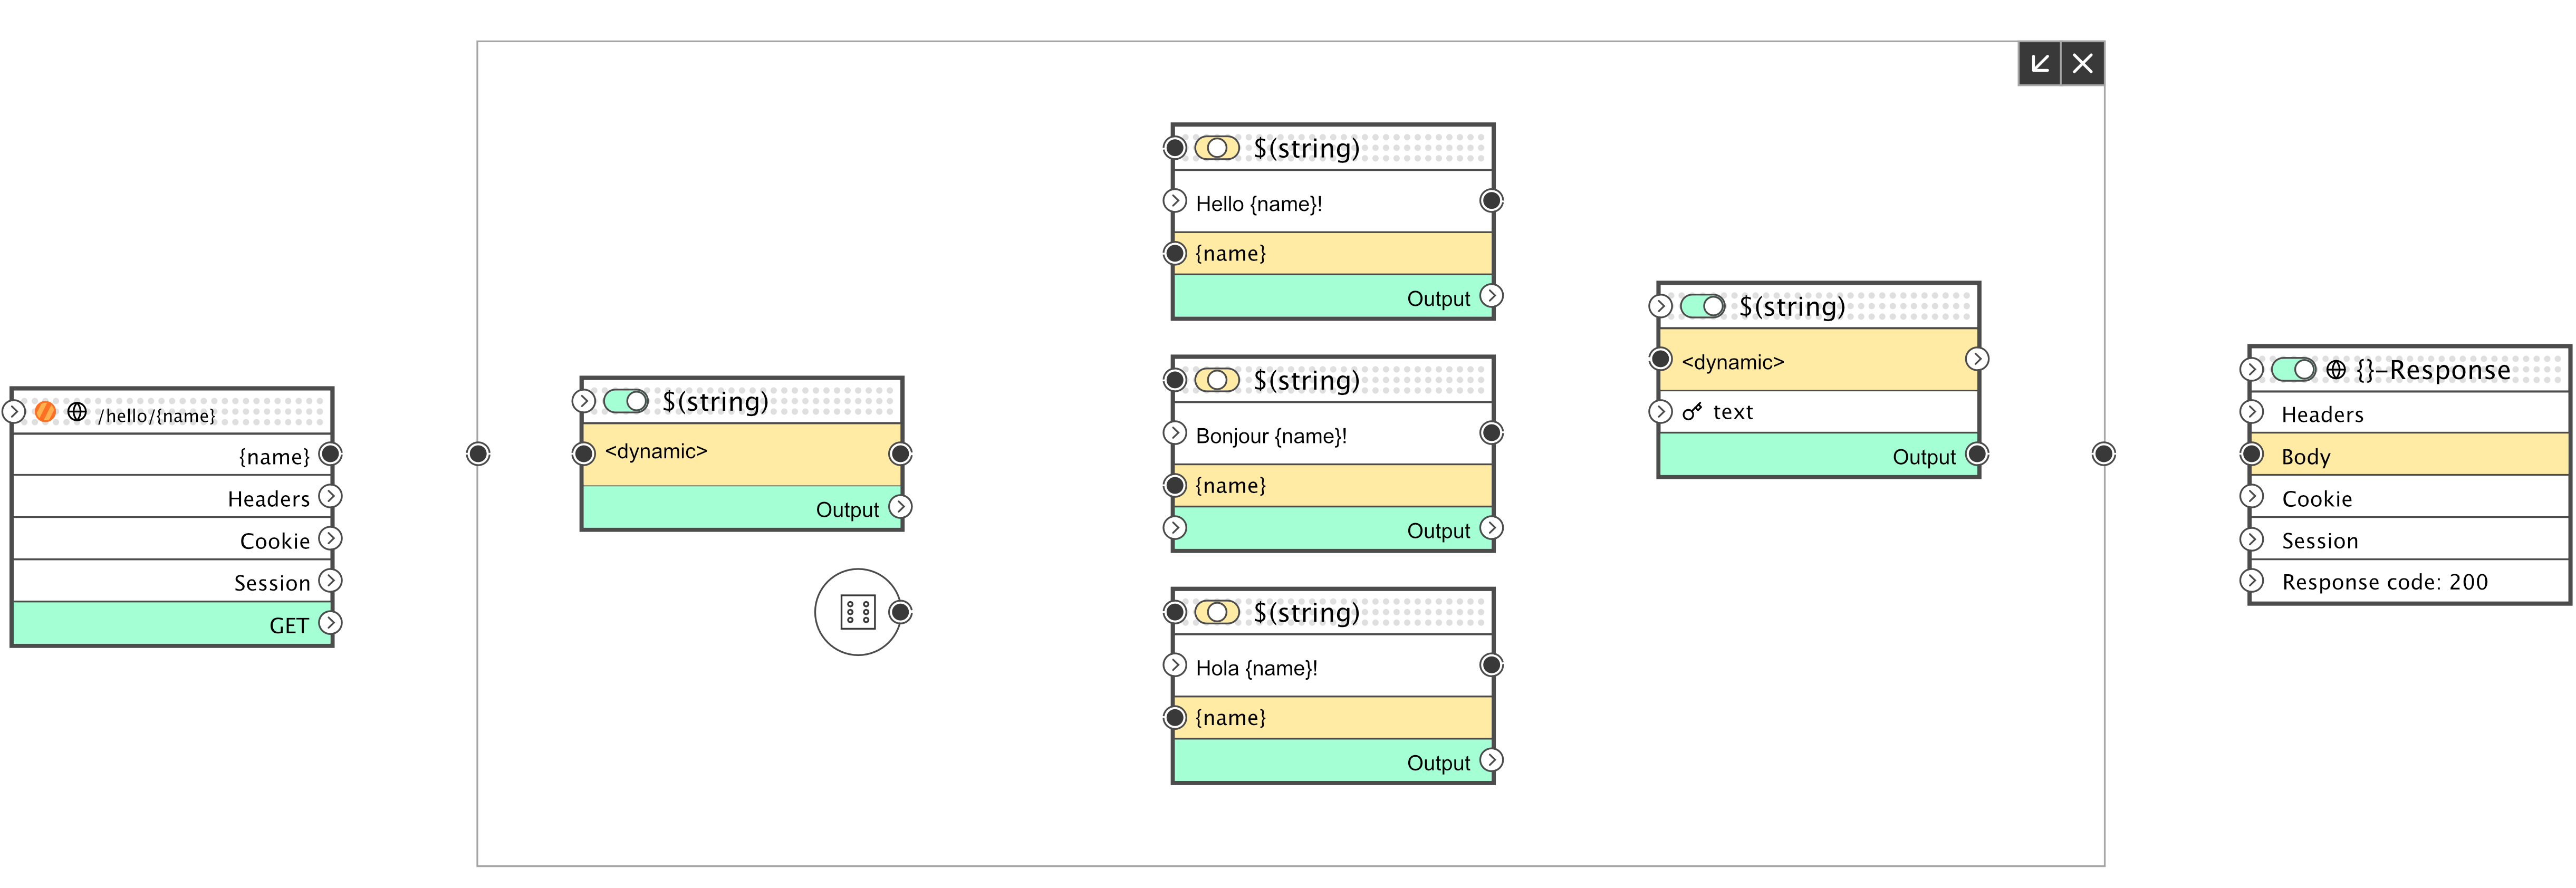 /hello/{name}
{name}
Headers
Cookie
Session
GET
$(string)
<dynamic>
Output
$(string)
Hello {name}!
{name}
Output
$(string)
Bonjour {name}!
{name}
Output
$(string)
Hola {name}!
{name}
Output
$(string)
<dynamic>
text
Output
{}-Response
Headers
Body
Cookie
Session
Response code: 200